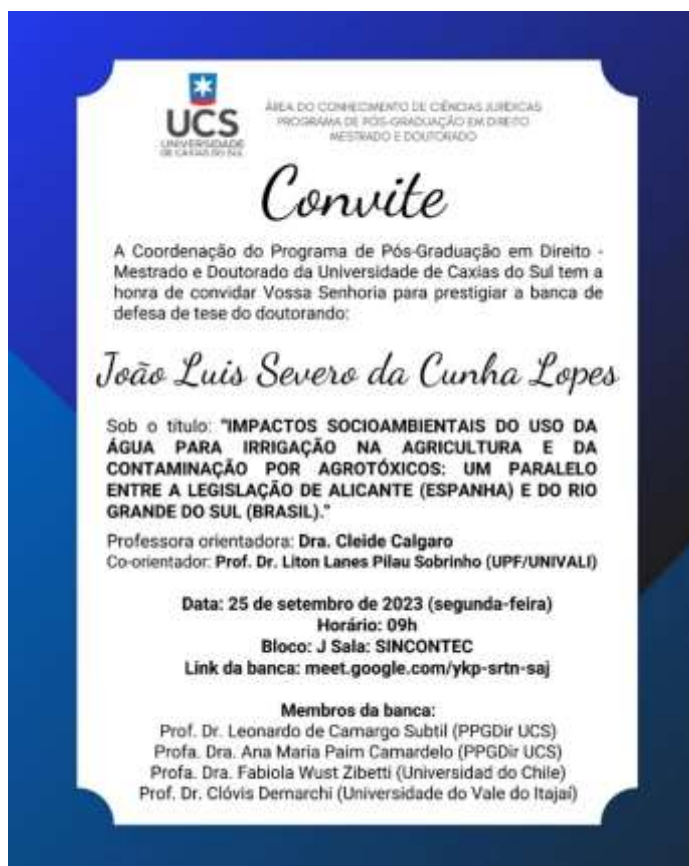 UCS
UNIVERSIDADE
DE CAXIAS DO SUL
ÁREA DO CONHECIMENTO DE CIÊNCIAS JURÍDICAS
PROGRAMA DE PÓS-GRADUAÇÃO EM DIREITO
MESTRADO E DOUTORADO
Convite
A Coordenação do Programa de Pós-Graduação em Direito -
Mestrado e Doutorado da Universidade de Caxias do Sul tem a
honra de convidar Vossa Senhoria para prestigiar a banca de
defesa de tese do doutorando:
João Luis Severo da Cunha Lopes
Sob o título: "IMPACTOS SOCIOAMBIENTAIS DO USO DA
ÁGUA PARA IRRIGAÇÃO NA AGRICULTURA E DA
CONTAMINAÇÃO POR AGROTÓXICOS: UM PARALELO
ENTRE A LEGISLAÇÃO DE ALICANTE (ESPANHA) E DO RIO
GRANDE DO SUL (BRASIL)."
Professora orientadora: Dra. Cleide Calgaro
Co-orientador: Prof. Dr. Liton Lanes Pilau Sobrinho (UPF/UNIVALI)
Data: 25 de setembro de 2023 (segunda-feira)
Horário: 09h
Bloco: J Sala: SINCONTEC
Link da banca: meet.google.com/ykp-srtn-saj
Membros da banca:
Prof. Dr. Leonardo de Camargo Subtil (PPGDir UCS)
Profa. Dra. Ana Maria Paim Camardelo (PPGDir UCS)
Profa. Dra. Fabiola Wust Zibetti (Universidad do Chile)
Prof. Dr. Clóvis Demarchi (Universidade do Vale do Itajaí)